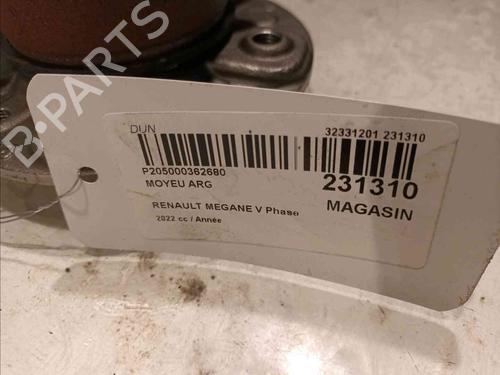 DUN
32331201 231310
P205000362680
MOYEU ARG
231310
MAGASIN
RENAULT MEGANE V Phase
2022 cc / Année
B-PARTS